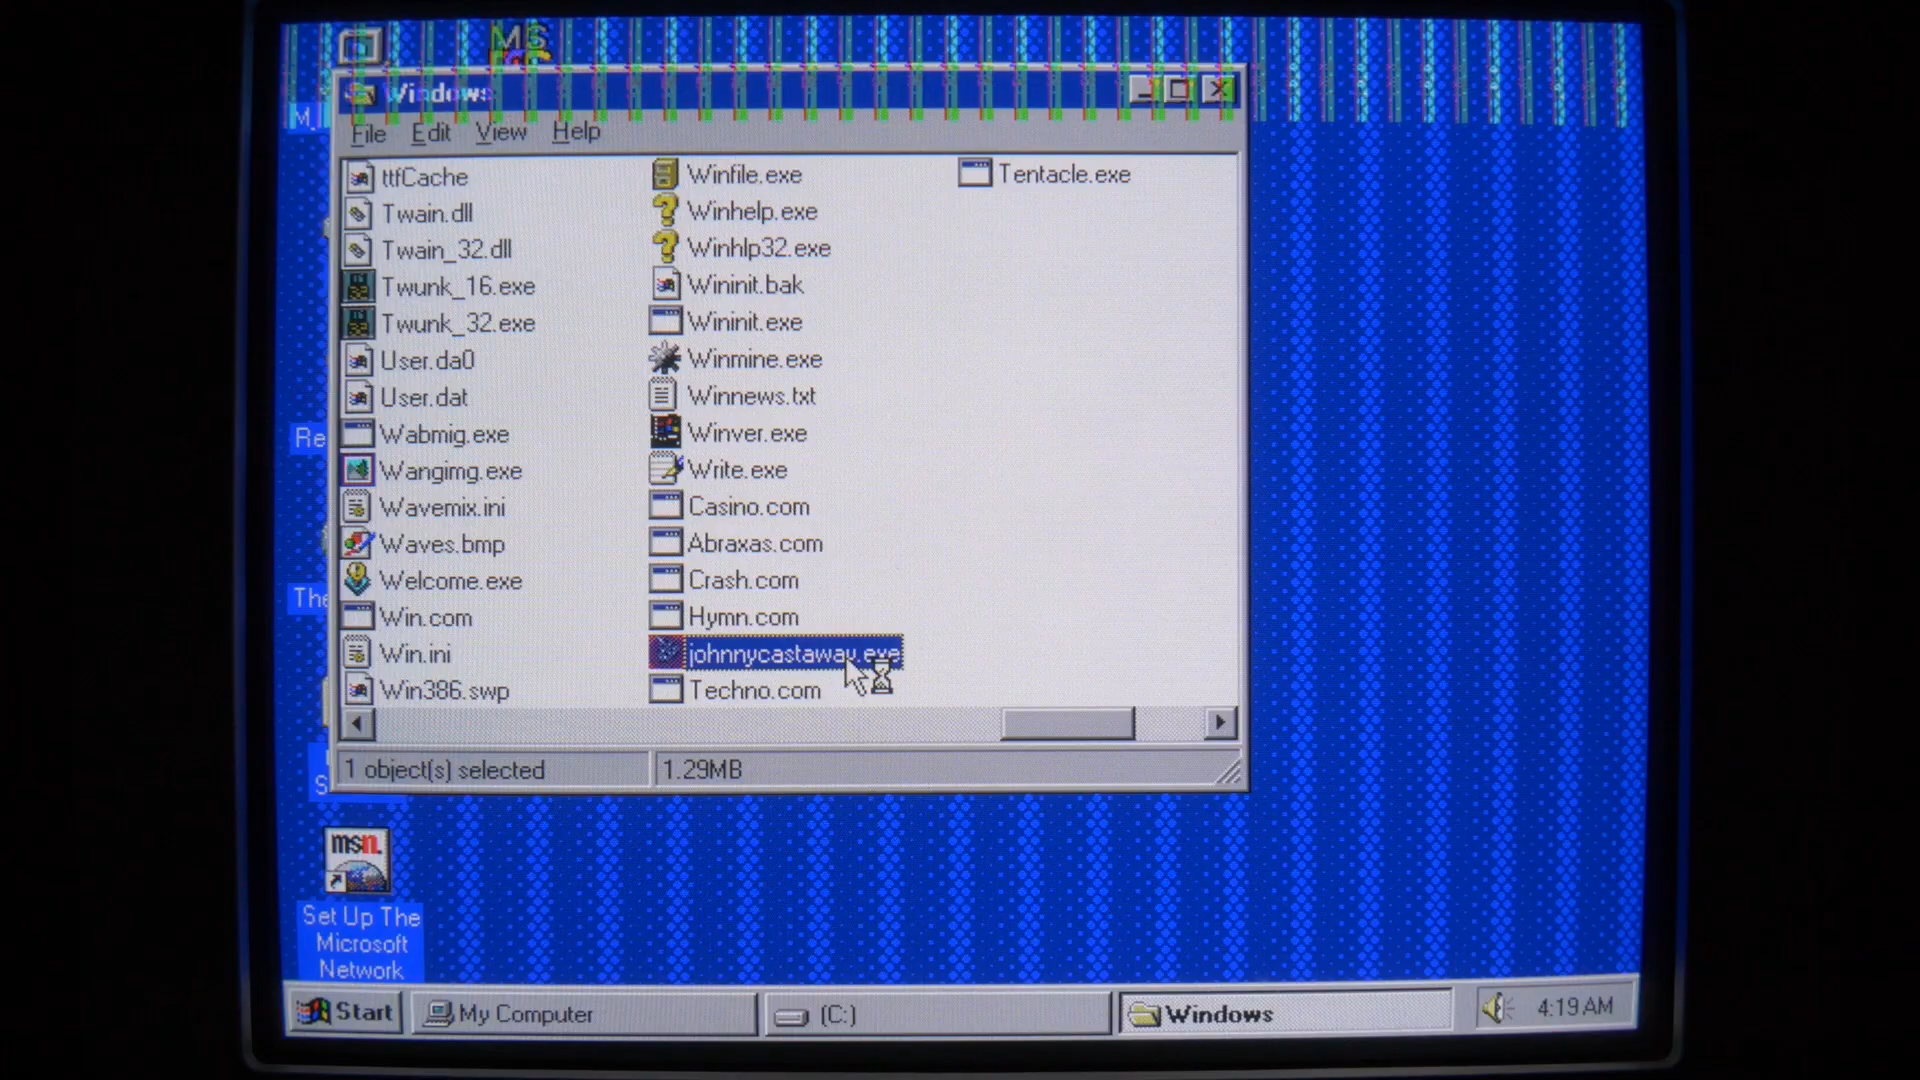 MS
M
Windows
File Edit View Help
ttfCache
Twain.dll
Twain_32.dll
Twunk_16.exe
Twunk_32.exe
User.da0
User.dat
Wabmig.exe
Wangimg.exe
Wavemix.ini
Waves.bmp
Welcome.exe
Win.com
Win.ini
Win386.swp
Winfile.exe
Winhelp.exe
Winhlp32.exe
Wininit.bak
Wininit.exe
Winmine.exe
Winnews.txt
Winver.exe
Write.exe
Casino.com
Abraxas.com
Crash.com
Hymn.com
johnnycastaway.exe
Techno.com
Tentacle.exe
Re
The
S
1 object(s) selected 1.29MB
msn.
Set Up The
Microsoft
Network
Start My Computer (C:) Windows 4:19 AM